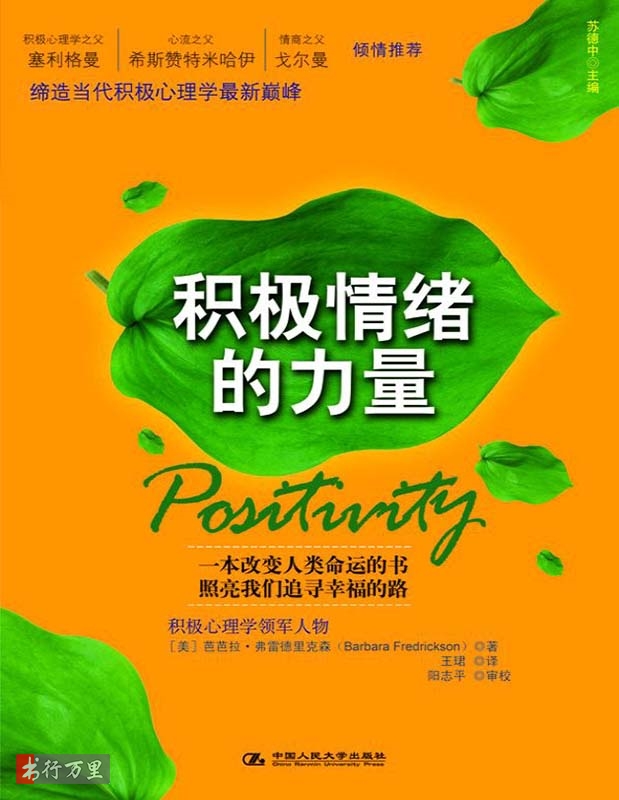 积极心理学之父
塞利格曼
心流之父
希斯赞特米哈伊
情商之父
戈尔曼
倾情推荐
缔造当代积极心理学最新巅峰
苏德中◎主编
积极情绪
的力量
Positivity
一本改变人类命运的书
照亮我们追寻幸福的路
积极心理学领军人物
［美］芭芭拉·弗雷德里克森（Barbara Fredrickson）◎著
王珺 ◎译
阳志平 ◎审校
中国人民大学出版社
China Renmin University Press
书行万里